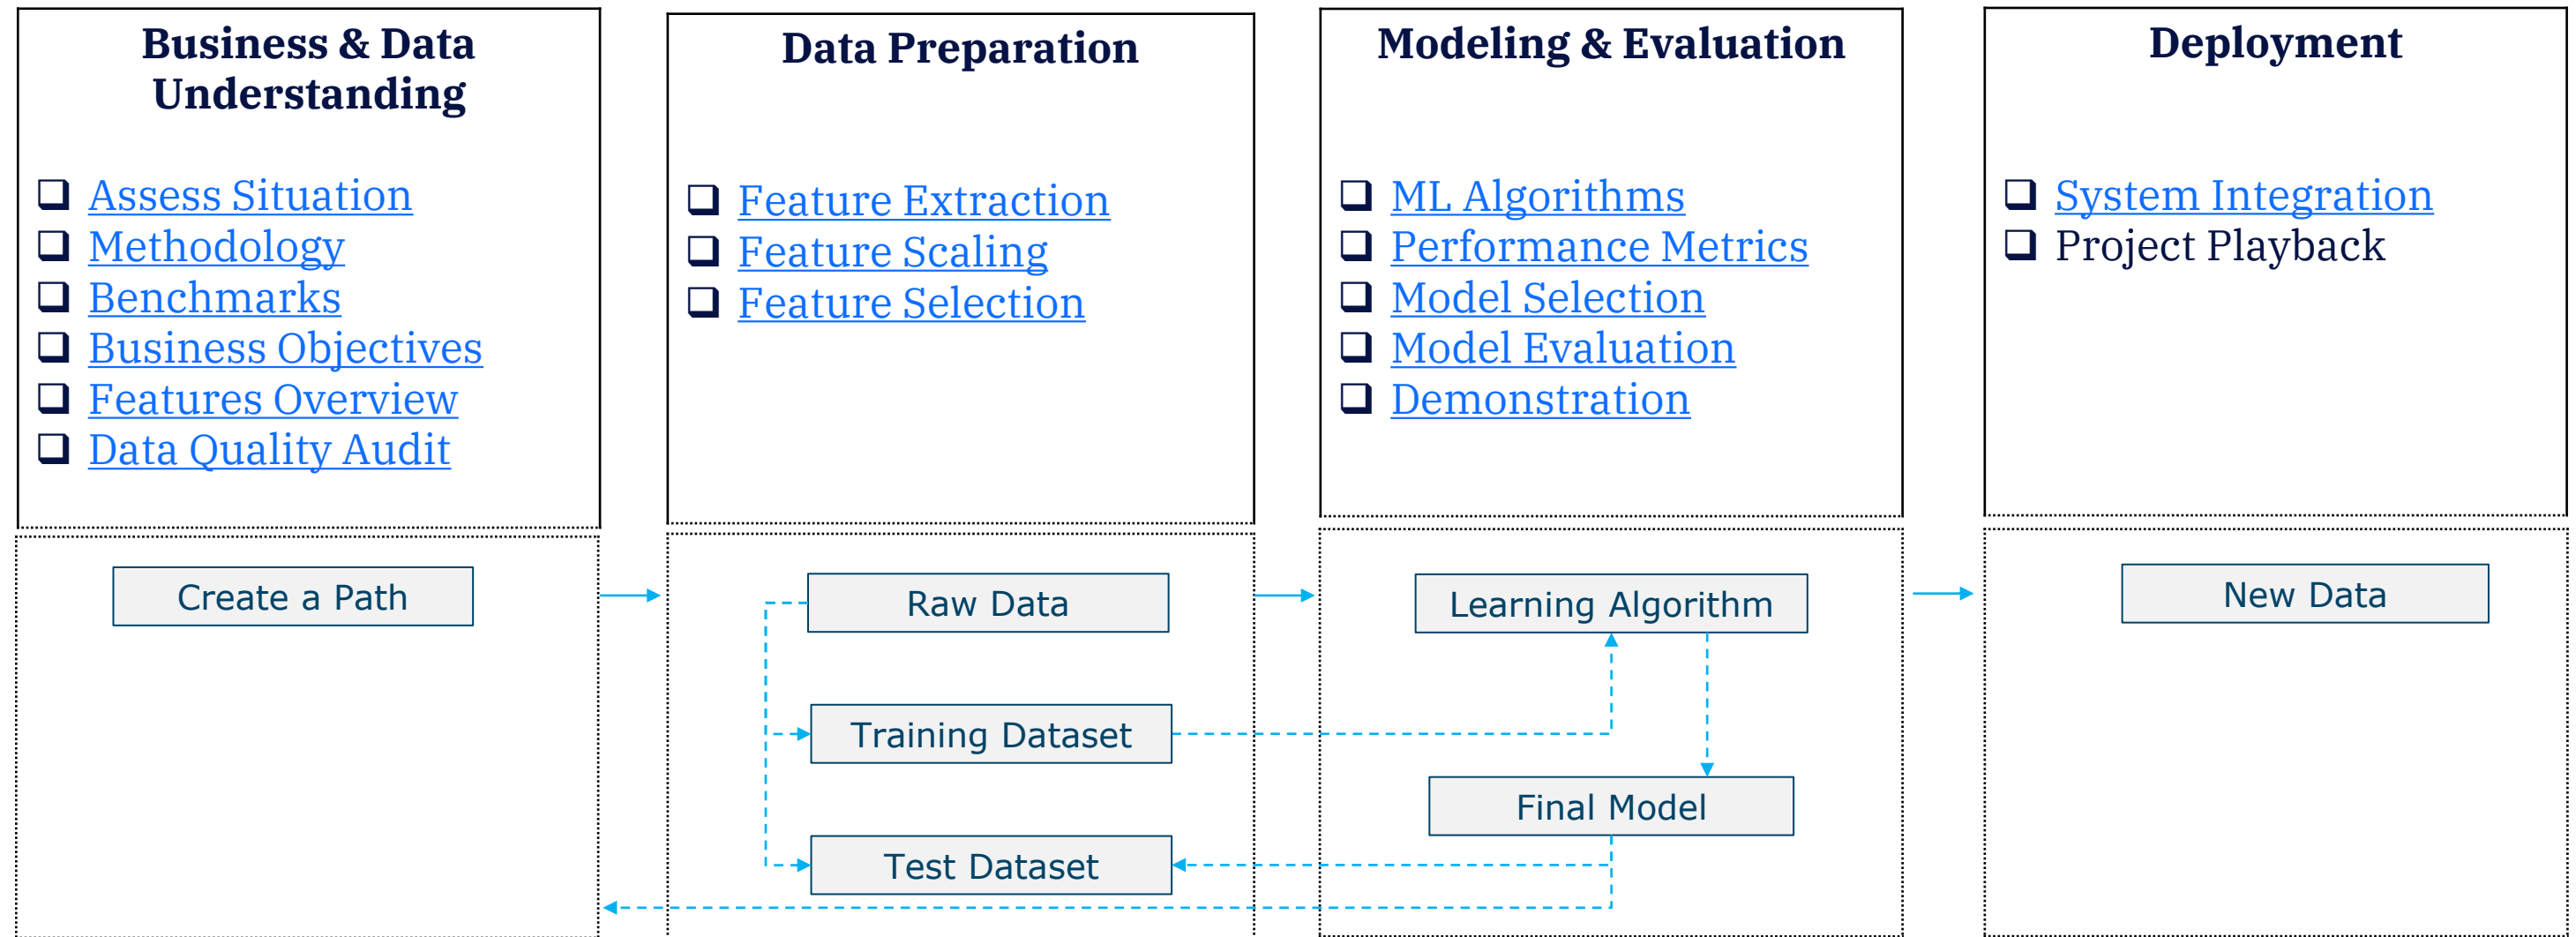 Business & Data
Understanding
Assess Situation
Methodology
Benchmarks
Business Objectives
Features Overview
Data Quality Audit
Create a Path
Data Preparation
Feature Extraction
Feature Scaling
Feature Selection
Raw Data
Training Dataset
Test Dataset
Modeling & Evaluation
ML Algorithms
Performance Metrics
Model Selection
Model Evaluation
Demonstration
Learning Algorithm
Final Model
Deployment
System Integration
Project Playback
New Data